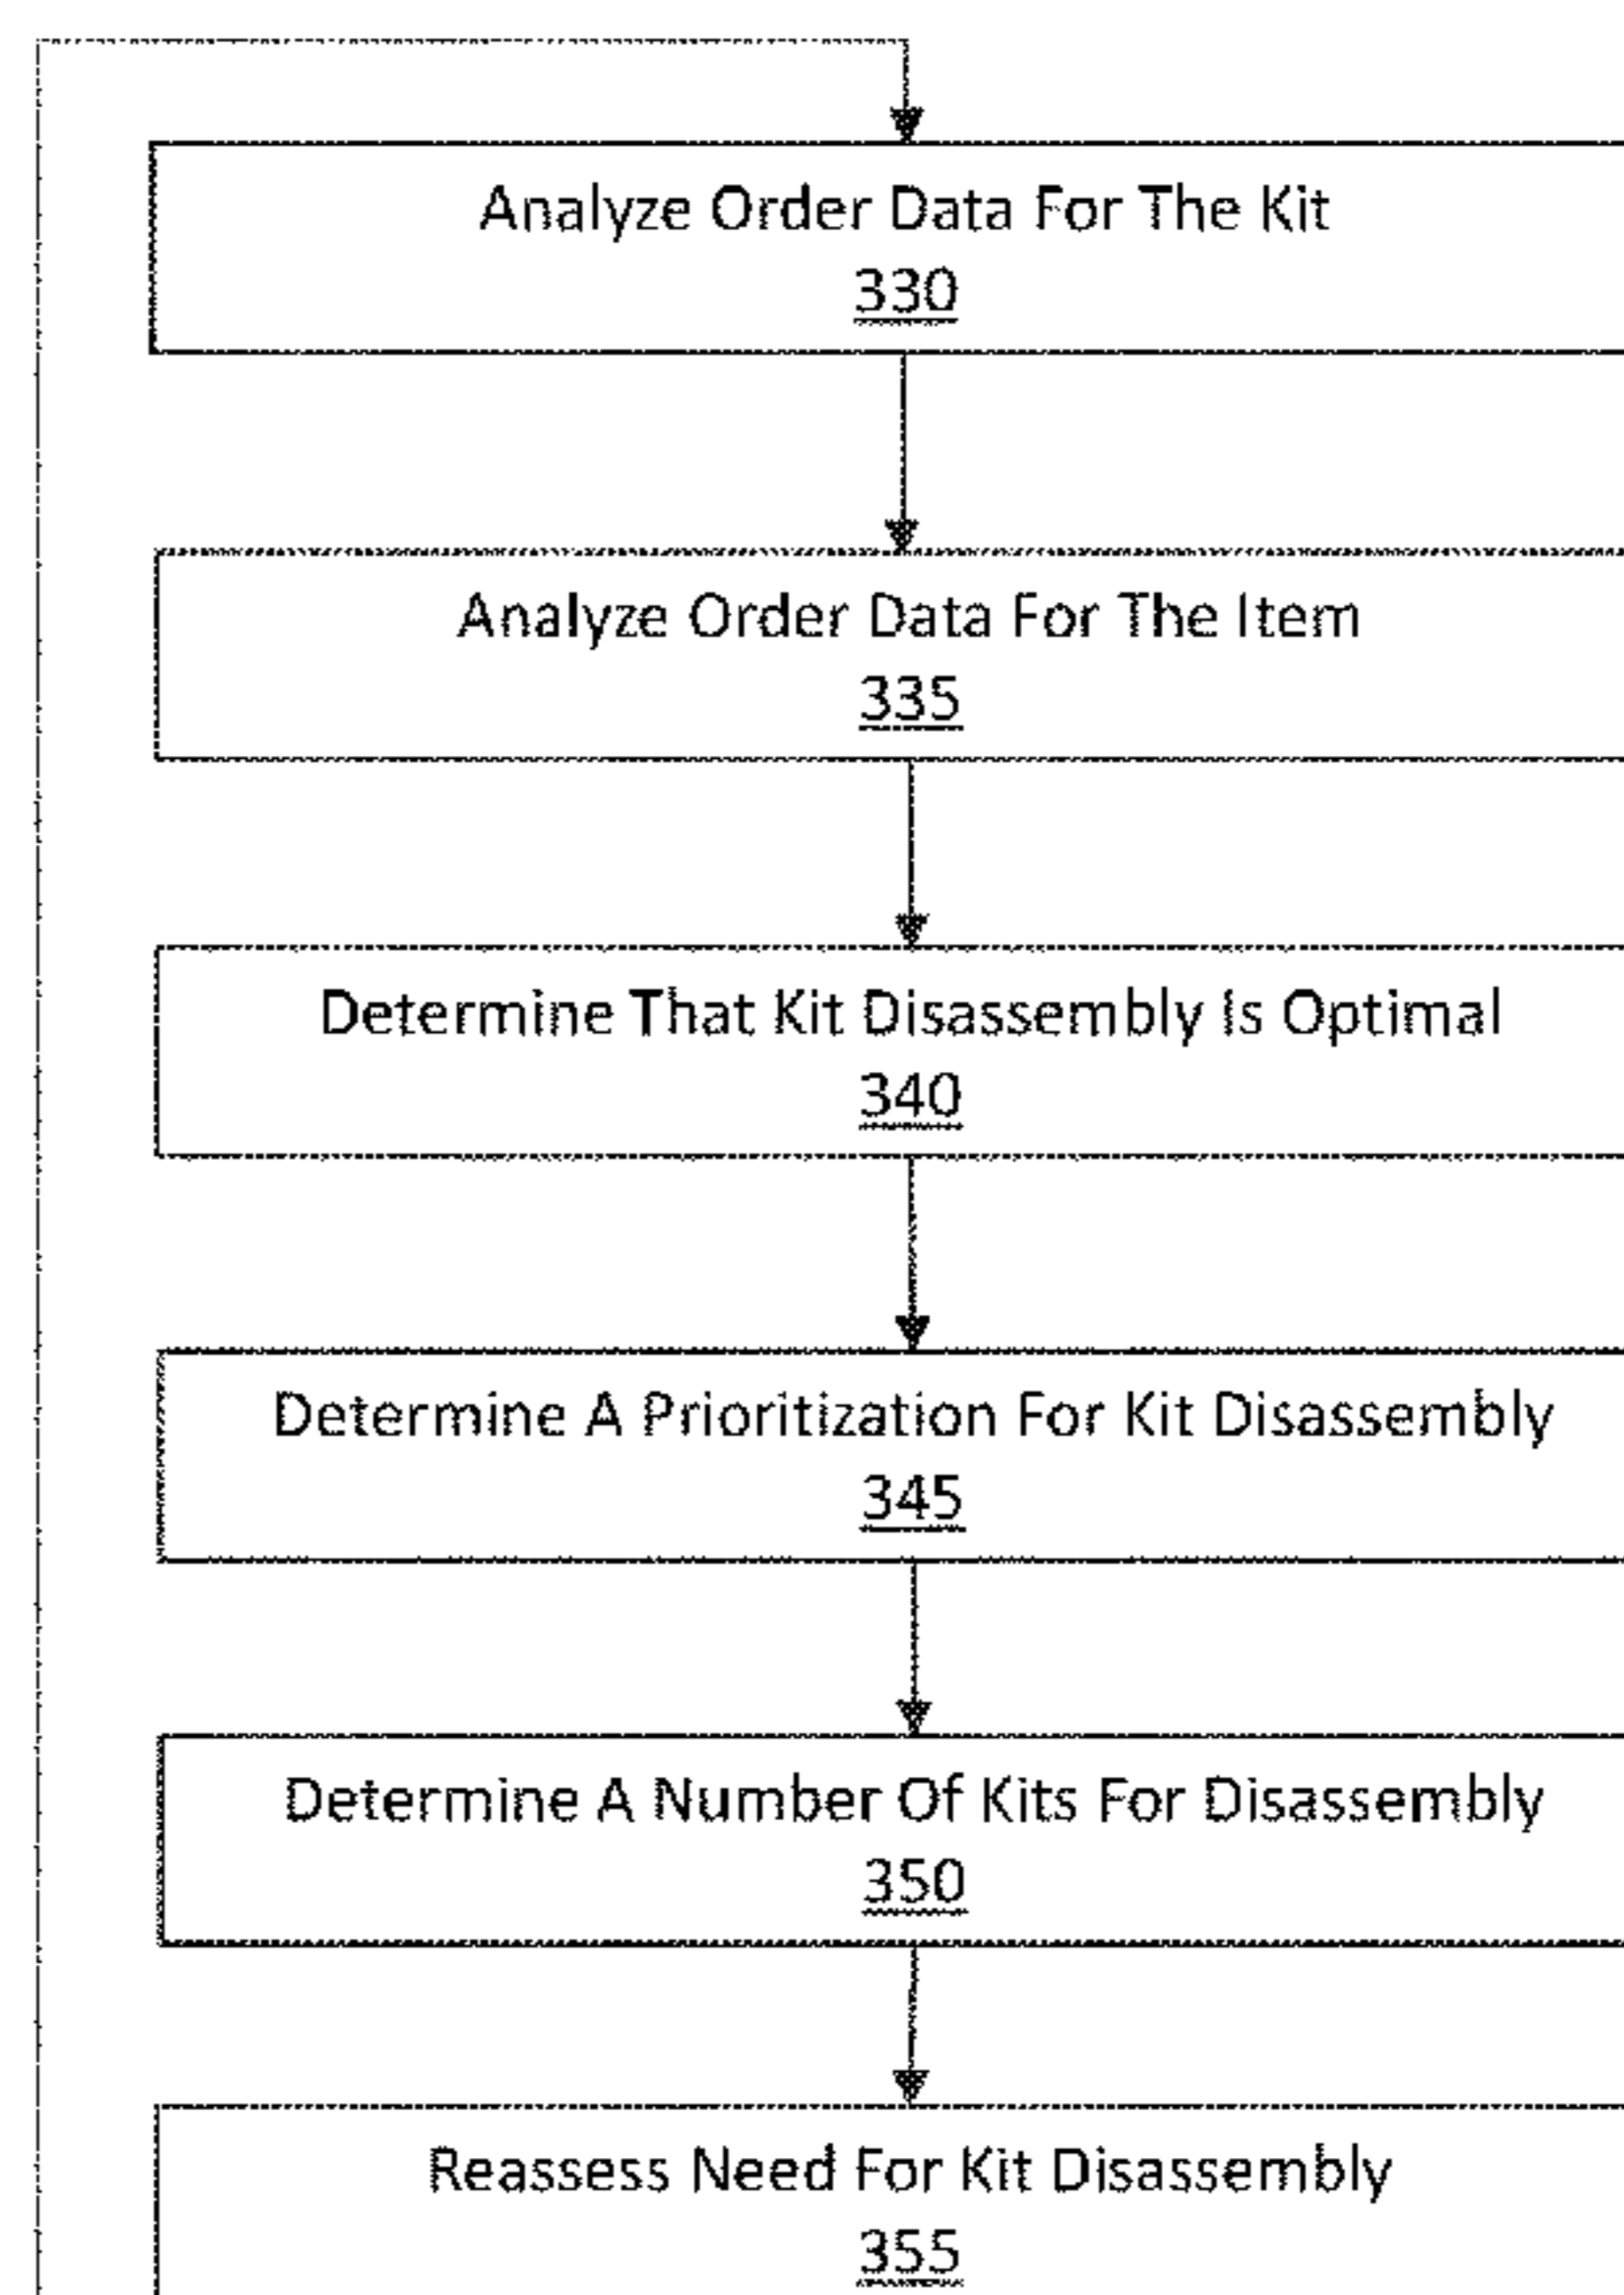 Analyze Order Data For The Kit
330
Analyze Order Data For The Item
335
Determine That Kit Disassembly Is Optimal
340
Determine A Prioritization For Kit Disassembly
345
Determine A Number Of Kits For Disassembly
350
Reassess Need For Kit Disassembly
355